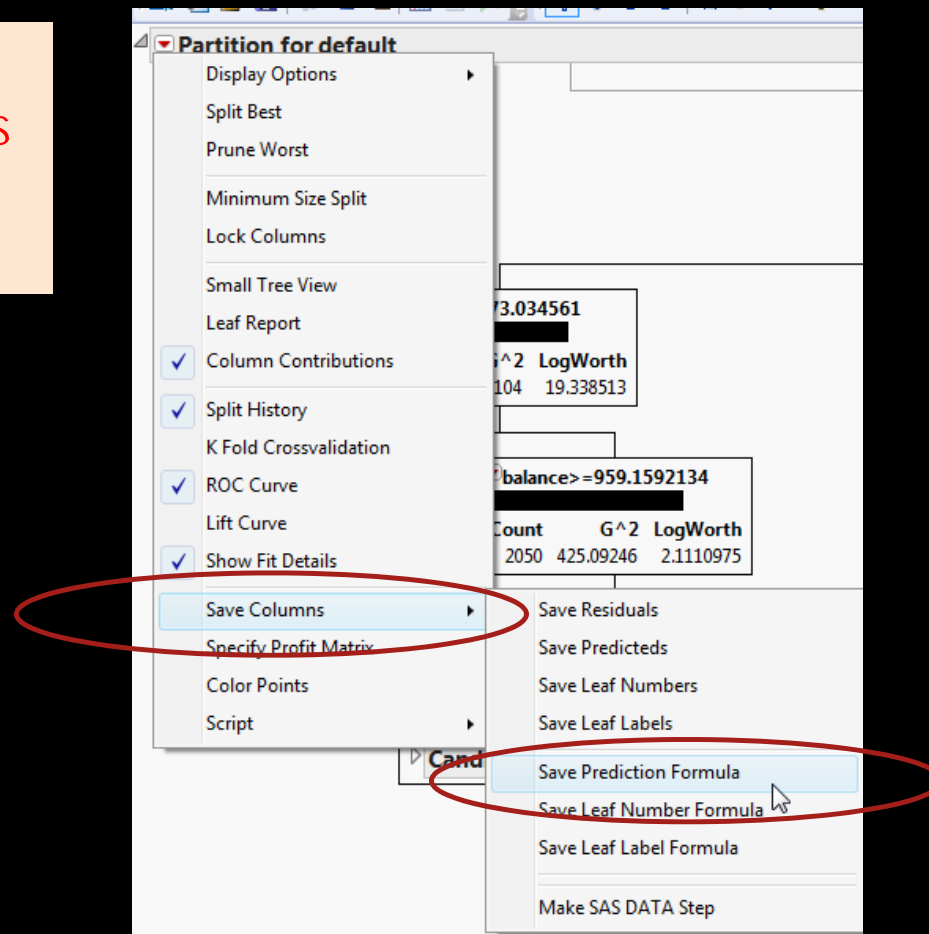 s
Partition for default
Display Options
Split Best
Prune Worst
Minimum Size Split
Lock Columns
Small Tree View
Leaf Report
Column Contributions
Split History
K Fold Crossvalidation
ROC Curve
Lift Curve
Show Fit Details
Save Columns
Specify Profit Matrix
Color Points
Script
73.034561
G^2 LogWorth
104 19.338513
balance>=959.1592134
Count G^2 LogWorth
2050 425.09246 2.1110975
Cand
Save Residuals
Save Predicteds
Save Leaf Numbers
Save Leaf Labels
Save Prediction Formula
Save Leaf Number Formula
Save Leaf Label Formula
Make SAS DATA Step